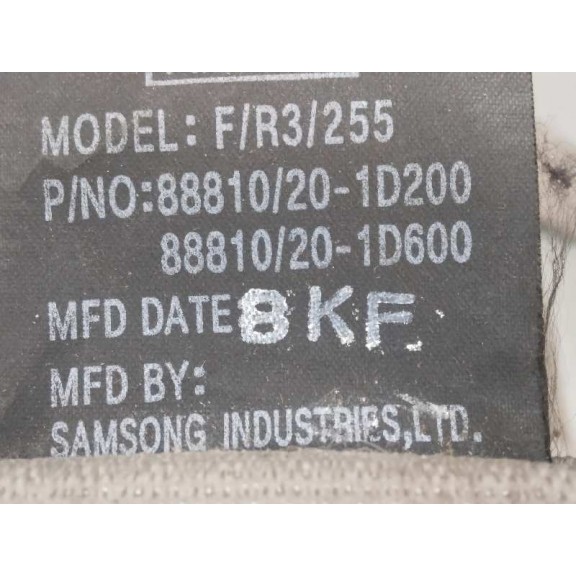 MODEL: F/R3/255
P/NO:88810/20-1D200
88810/20-1D600
MFD DATE 8KF
MFD BY:
SAMSONG INDUSTRIES,LTD.